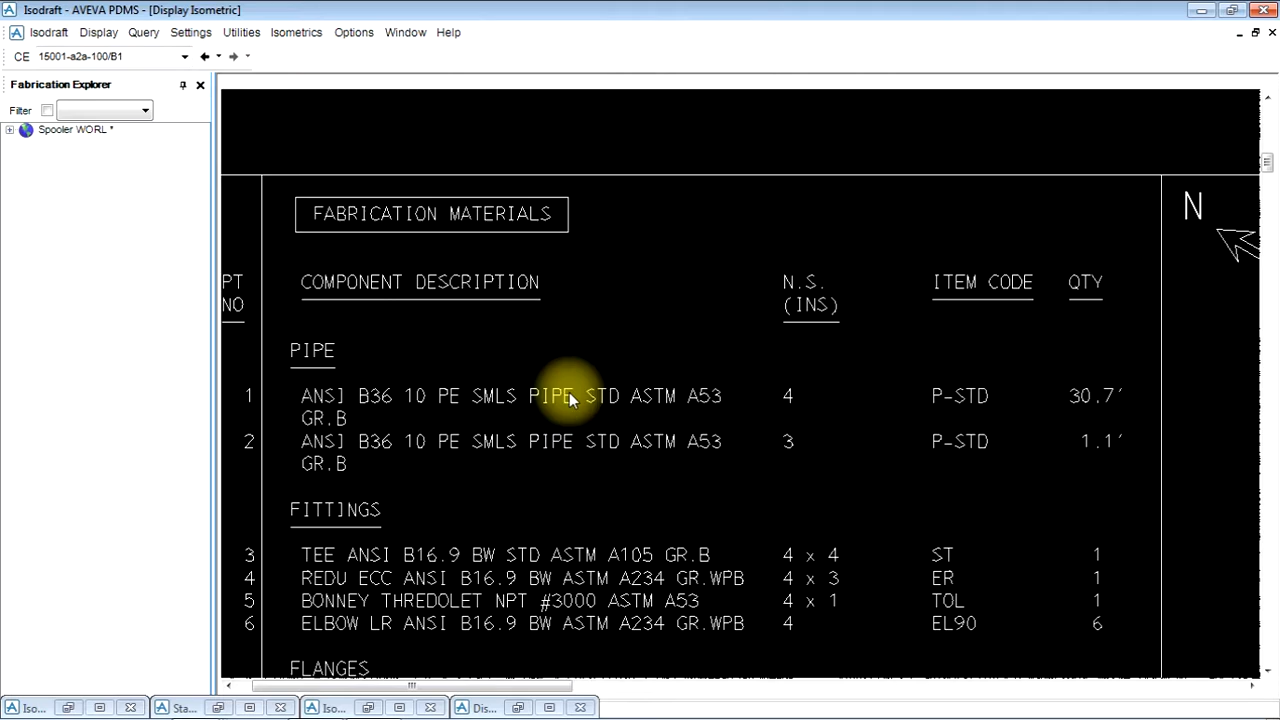 Isodraft - AVEVA PDMS - [Display Isometric]
Isodraft Display Query Settings Utilities Isometrics Options Window Help
CE 15001-a2a-100/B1
Fabrication Explorer
Filter
Spooler WORL *
N
FABRICATION MATERIALS
PT NO COMPONENT DESCRIPTION N.S. (INS) ITEM CODE QTY
PIPE
1 ANSI B36 10 PE SMLS PIPE STD ASTM A53 4 P-STD 30.7'
GR.B
2 ANSI B36 10 PE SMLS PIPE STD ASTM A53 3 P-STD 1.1'
GR.B
FITTINGS
3 TEE ANSI B16.9 BW STD ASTM A105 GR.B 4 x 4 ST 1
4 REDU ECC ANSI B16.9 BW ASTM A234 GR.WPB 4 x 3 ER 1
5 BONNEY THREDOLET NPT #3000 ASTM A53 4 x 1 TOL 1
6 ELBOW LR ANSI B16.9 BW ASTM A234 GR.WPB 4 EL90 6
FLANGES
Iso... Sta... Iso... Dis...